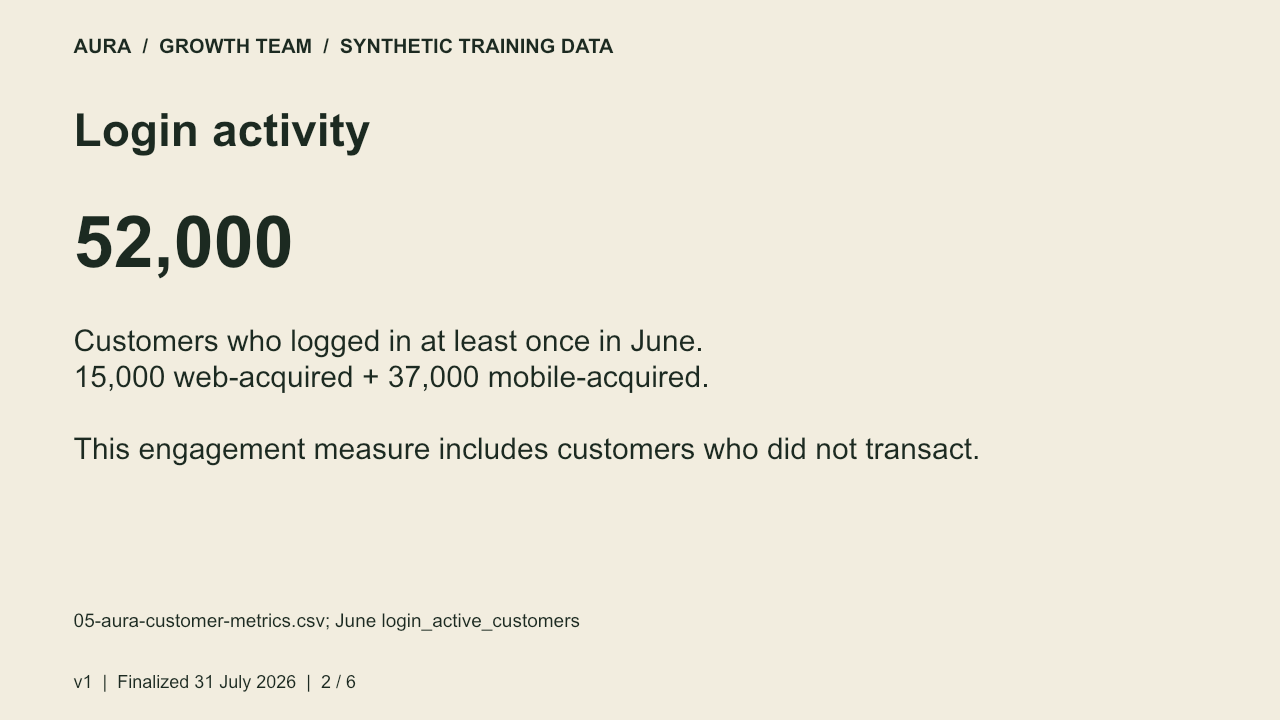 AURA / GROWTH TEAM / SYNTHETIC TRAINING DATA
Login activity
52,000
Customers who logged in at least once in June.
15,000 web-acquired + 37,000 mobile-acquired.
This engagement measure includes customers who did not transact.
05-aura-customer-metrics.csv; June login_active_customers
v1 | Finalized 31 July 2026 | 2 / 6